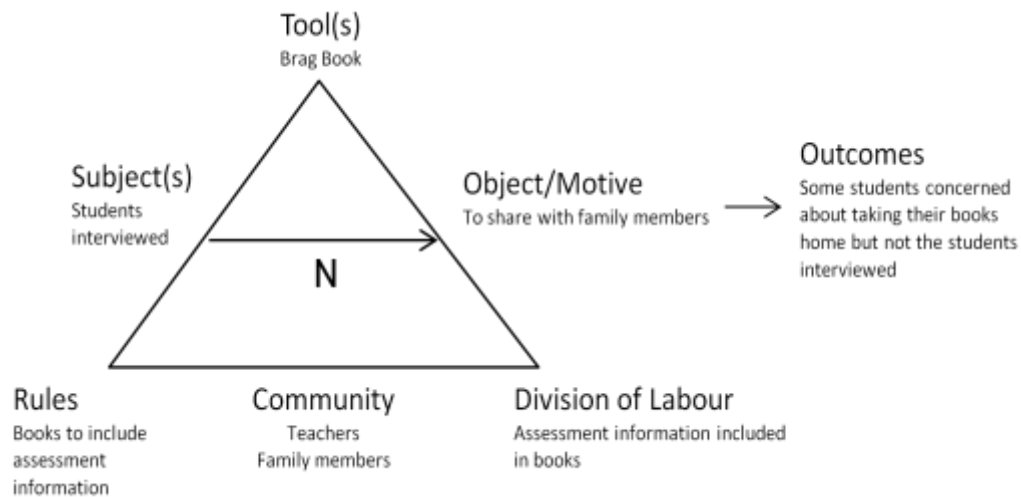 Tool(s)
Brag Book
Subject(s)
Students
interviewed
Object/Motive
To share with family members
Outcomes
Some students concerned
about taking their books
home but not the students
interviewed
N
Rules
Books to include
assessment
information
Community
Teachers
Family members
Division of Labour
Assessment information included
in books